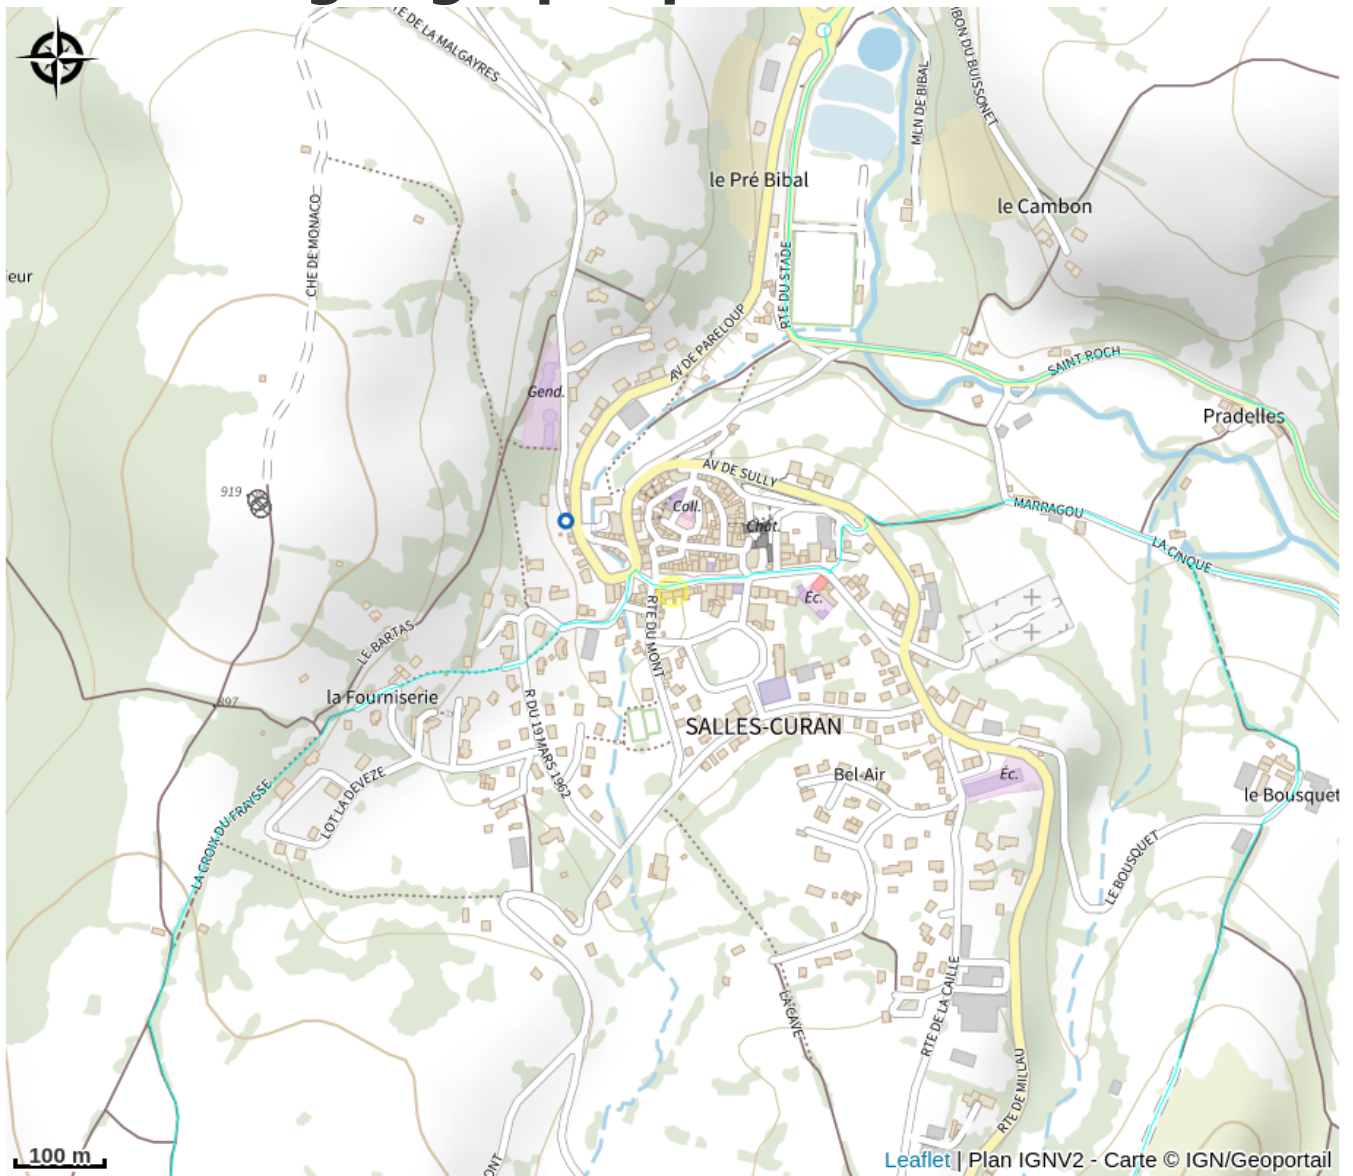 TE DE LA MALGAYRES
BON DU BUISSONET
MLN DE BIBAL
le Pré Bibal
le Cambon
CHE DE MONACO
eur
RTE DU STADE
AV DE PARELOUP
SAINT ROCH
Gend.
Pradelles
AV DE SULLY
919
Coll.
MARRAGOU
Chât.
LA CINQUE
Éc.
RTE DU MONT
LE BARTAS
la Fourniserie
897
R DU 19 MARS 1962
SALLES-CURAN
Bel-Air
Éc.
le Bousquet
LOT LA DEVEZE
LA CROIX DU FRAYSSE
LE BOUSQUET
LA CAVE
RTE DE LA CAILLE
RTE DE MILLAU
100 m
ONT
Leaflet | Plan IGNV2 - Carte © IGN/Geoportail